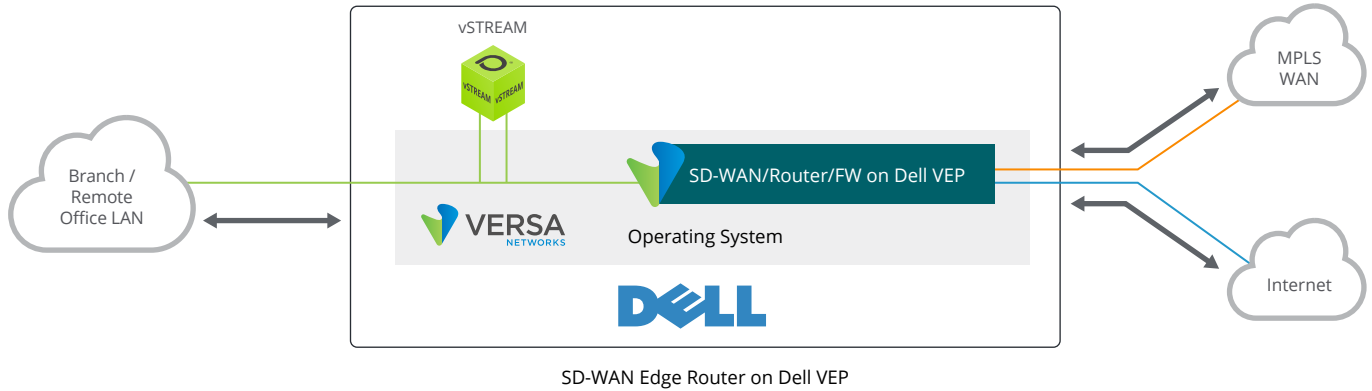 vSTREAM
vSTREAM vSTREAM
MPLS
WAN
Branch /
Remote
Office LAN
SD-WAN/Router/FW on Dell VEP
VERSA
NETWORKS
Operating System
Internet
DELL
SD-WAN Edge Router on Dell VEP